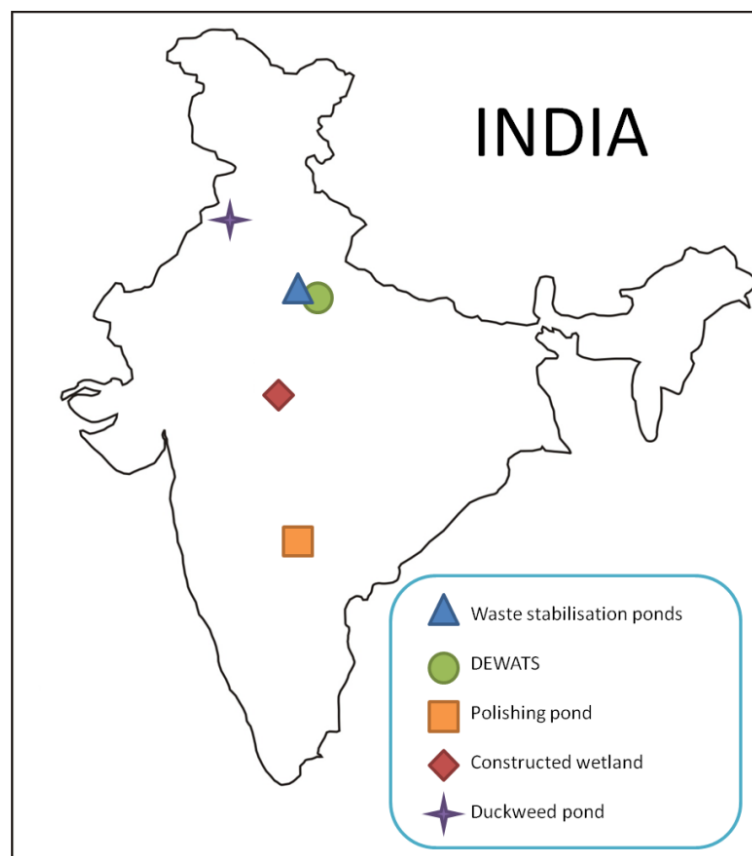 INDIA
Waste stabilisation ponds
DEWATS
Polishing pond
Constructed wetland
Duckweed pond